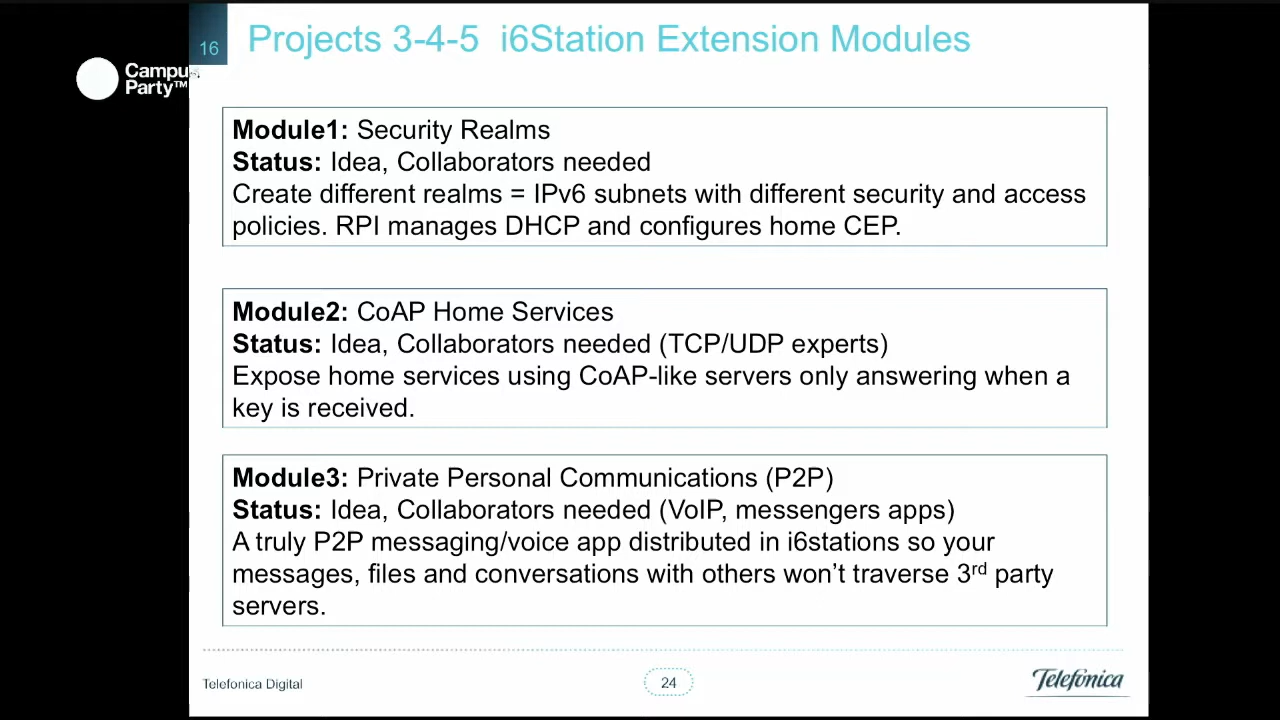 16
Projects 3-4-5 i6Station Extension Modules
Campus
Party™
Module1: Security Realms
Status: Idea, Collaborators needed
Create different realms = IPv6 subnets with different security and access
policies. RPI manages DHCP and configures home CEP.
Module2: CoAP Home Services
Status: Idea, Collaborators needed (TCP/UDP experts)
Expose home services using CoAP-like servers only answering when a
key is received.
Module3: Private Personal Communications (P2P)
Status: Idea, Collaborators needed (VoIP, messengers apps)
A truly P2P messaging/voice app distributed in i6stations so your
messages, files and conversations with others won’t traverse 3rd party
servers.
Telefonica Digital
24
Telefónica